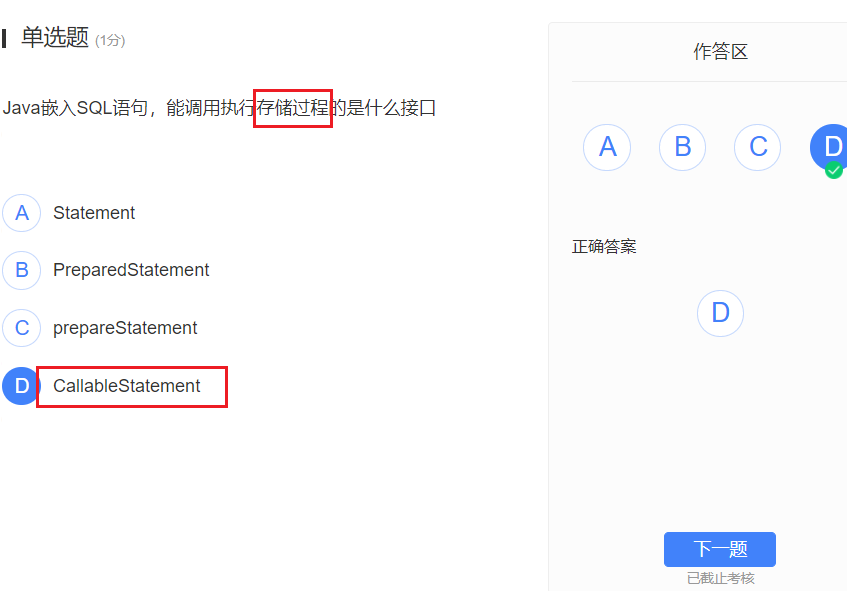 单选题 (1分)
Java嵌入SQL语句，能调用执行存储过程的是什么接口
A Statement
B PreparedStatement
C prepareStatement
D CallableStatement
作答区
A B C D
正确答案
D
下一题
已截止考核